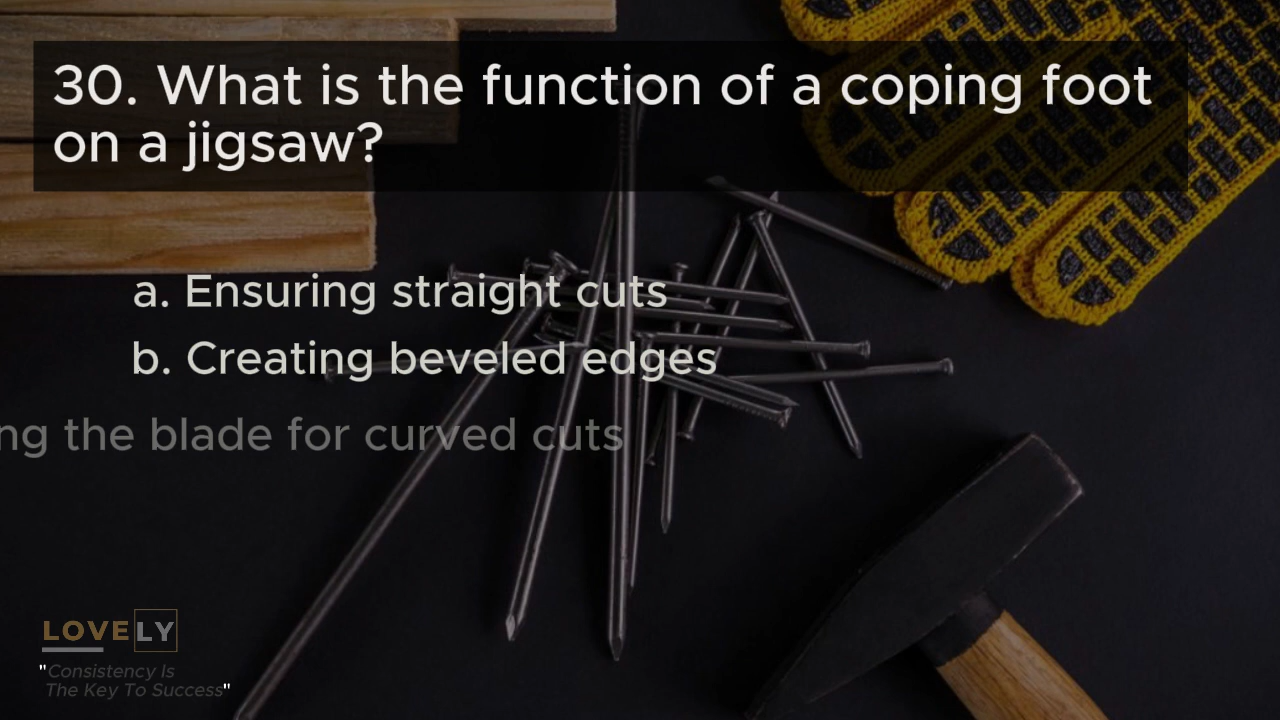 30. What is the function of a coping foot
on a jigsaw?
a. Ensuring straight cuts
b. Creating beveled edges
ng the blade for curved cuts
LOVELY
"Consistency Is
The Key To Success"